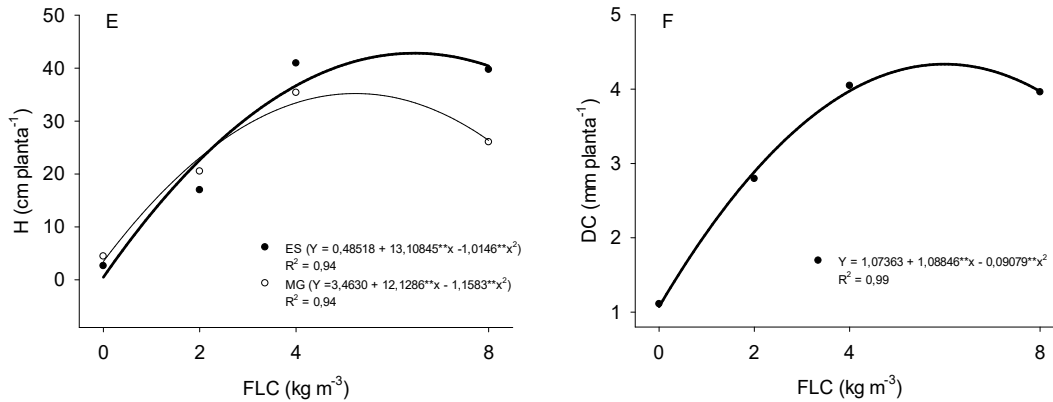 E
H (cm planta⁻¹)
50
40
30
20
10
0
ES (Y = 0,48518 + 13,10845**x -1,0146**x²)
R² = 0,94
MG (Y =3,4630 + 12,1286**x - 1,1583**x²)
R² = 0,94
0 2 4 8
FLC (kg m⁻³)
F
DC (mm planta⁻¹)
5
4
3
2
1
Y = 1,07363 + 1,08846**x - 0,09079**x²
R² = 0,99
0 2 4 8
FLC (kg m⁻³)